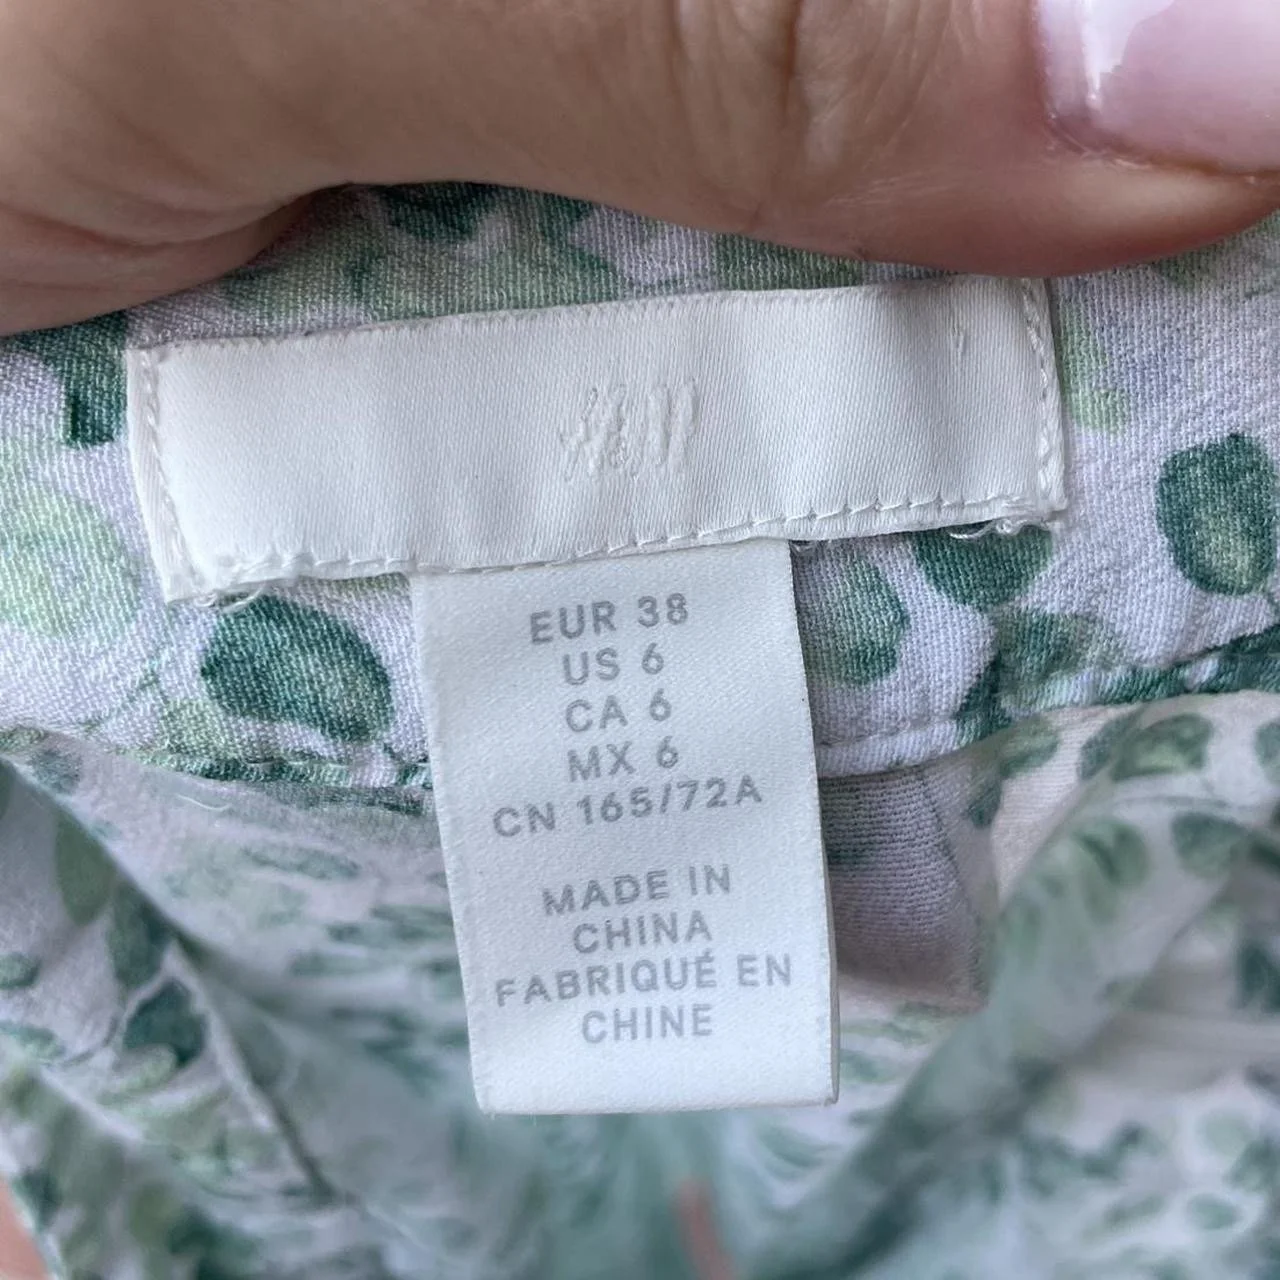 H&M
EUR 38
US 6
CA 6
MX 6
CN 165/72A
MADE IN
CHINA
FABRIQUÉ EN
CHINE